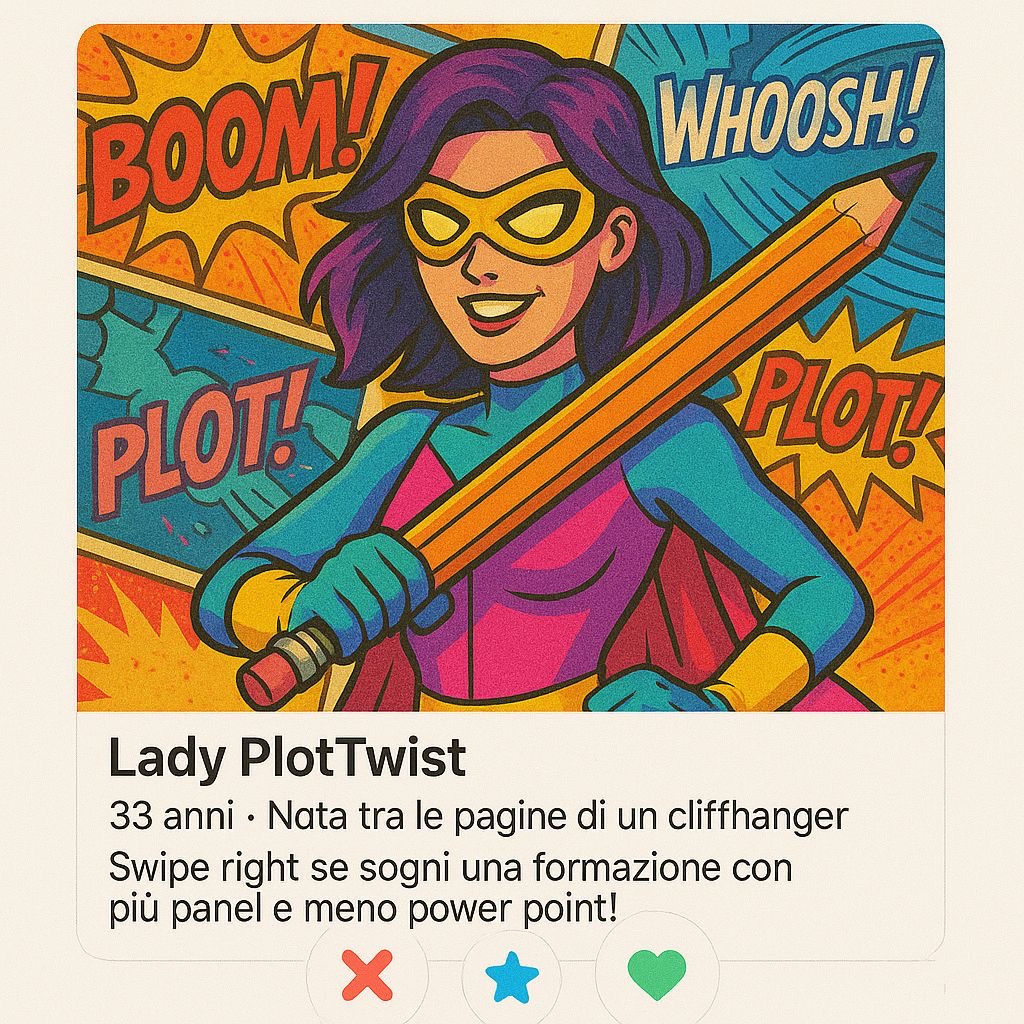 BOOM!
WHOOSH!
PLOT!
PLOT!
Lady PlotTwist
33 anni · Nata tra le pagine di un cliffhanger
Swipe right se sogni una formazione con
più panel e meno power point!